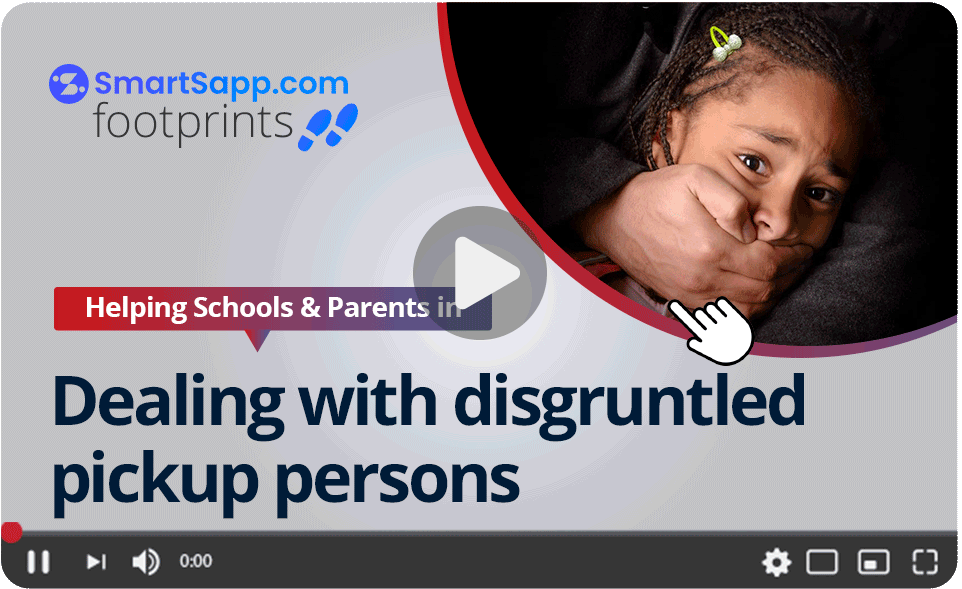 SmartSapp.com
footprints
Helping Schools & Parents in
Dealing with disgruntled
pickup persons
0:00